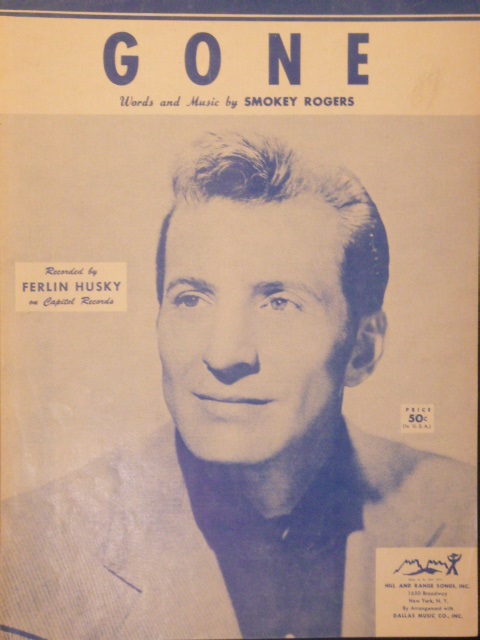 GONE
Words and Music by SMOKEY ROGERS
Recorded by
FERLIN HUSKY
on Capitol Records
PRICE
50c
(In U.S.A.)
HILL AND RANGE SONGS, INC.
1650 Broadway
New York, N. Y.
By Arrangement with
DALLAS MUSIC CO., INC.